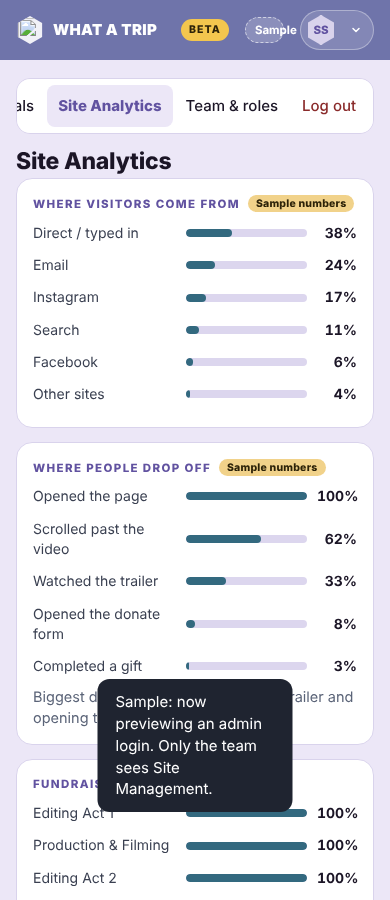 WHAT A TRIP BETA Sample SS
als Site Analytics Team & roles Log out
Site Analytics
WHERE VISITORS COME FROM Sample numbers
Direct / typed in 38%
Email 24%
Instagram 17%
Search 11%
Facebook 6%
Other sites 4%
WHERE PEOPLE DROP OFF Sample numbers
Opened the page 100%
Scrolled past the
video 62%
Watched the trailer 33%
Opened the donate
form 8%
Completed a gift 3%
Biggest railer and
opening
Sample: now
previewing an admin
login. Only the team
sees Site
Management.
Editing Act 1 100%
Production & Filming 100%
Editing Act 2 100%